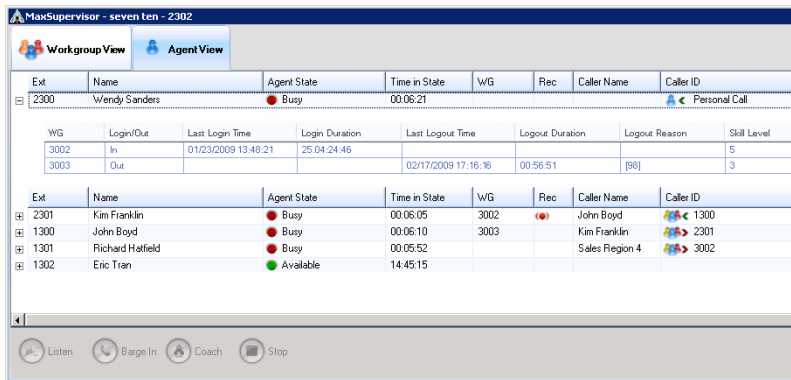 MaxSupervisor - seven ten - 2302
Workgroup View Agent View
Ext Name Agent State Time in State WG Rec Caller Name Caller ID
2300 Wendy Sanders Busy 00:06:21 Personal Call
WG Login/Out Last Login Time Login Duration Last Logout Time Logout Duration Logout Reason Skill Level
3002 In 01/23/2009 13:48:21 25.04:24:46 5
3003 Out 02/17/2009 17:16:16 00:56:51 [98] 3
Ext Name Agent State Time in State WG Rec Caller Name Caller ID
2301 Kim Franklin Busy 00:06:05 3002 John Boyd 1300
1300 John Boyd Busy 00:06:10 3003 Kim Franklin 2301
1301 Richard Hatfield Busy 00:05:52 Sales Region 4 3002
1302 Eric Tran Available 14:45:15
Listen Barge In Coach Stop